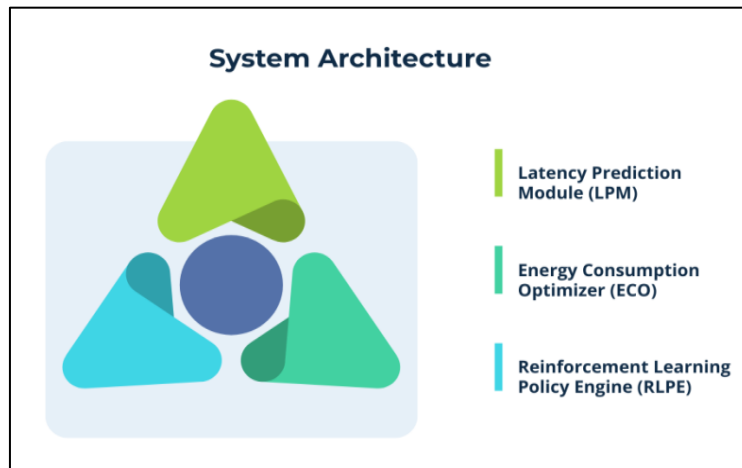 System Architecture
Latency Prediction
Module (LPM)
Energy Consumption
Optimizer (ECO)
Reinforcement Learning
Policy Engine (RLPE)